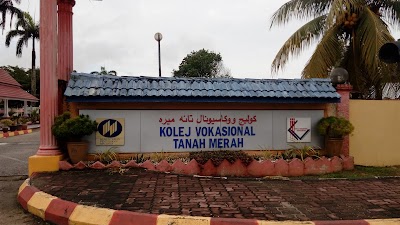 كوليج ۏوكاسيونل تانه ميره
KOLEJ VOKASIONAL
TANAH MERAH